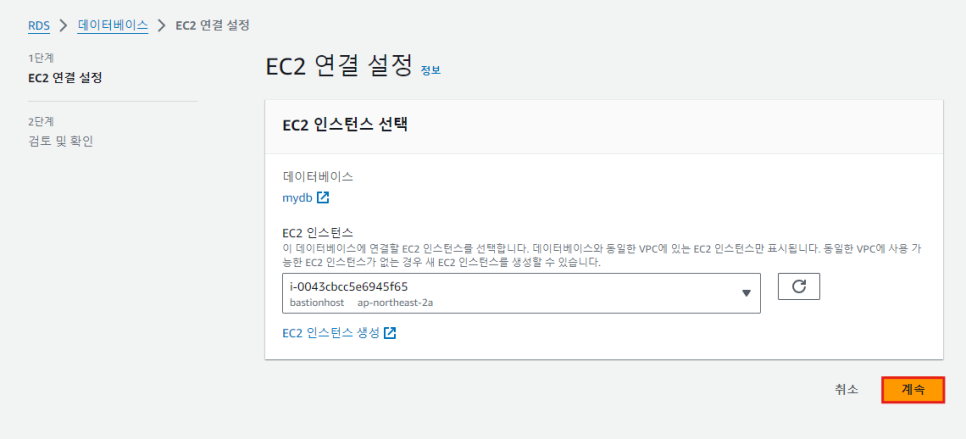 RDS > 데이터베이스 > EC2 연결 설정
1단계
EC2 연결 설정
2단계
검토 및 확인
EC2 연결 설정 정보
EC2 인스턴스 선택
데이터베이스
mydb
EC2 인스턴스
이 데이터베이스에 연결할 EC2 인스턴스를 선택합니다. 데이터베이스와 동일한 VPC에 있는 EC2 인스턴스만 표시됩니다. 동일한 VPC에 사용 가
능한 EC2 인스턴스가 없는 경우 새 EC2 인스턴스를 생성할 수 있습니다.
i-0043cbcc5e6945f65
bastionhost ap-northeast-2a
EC2 인스턴스 생성
취소 계속